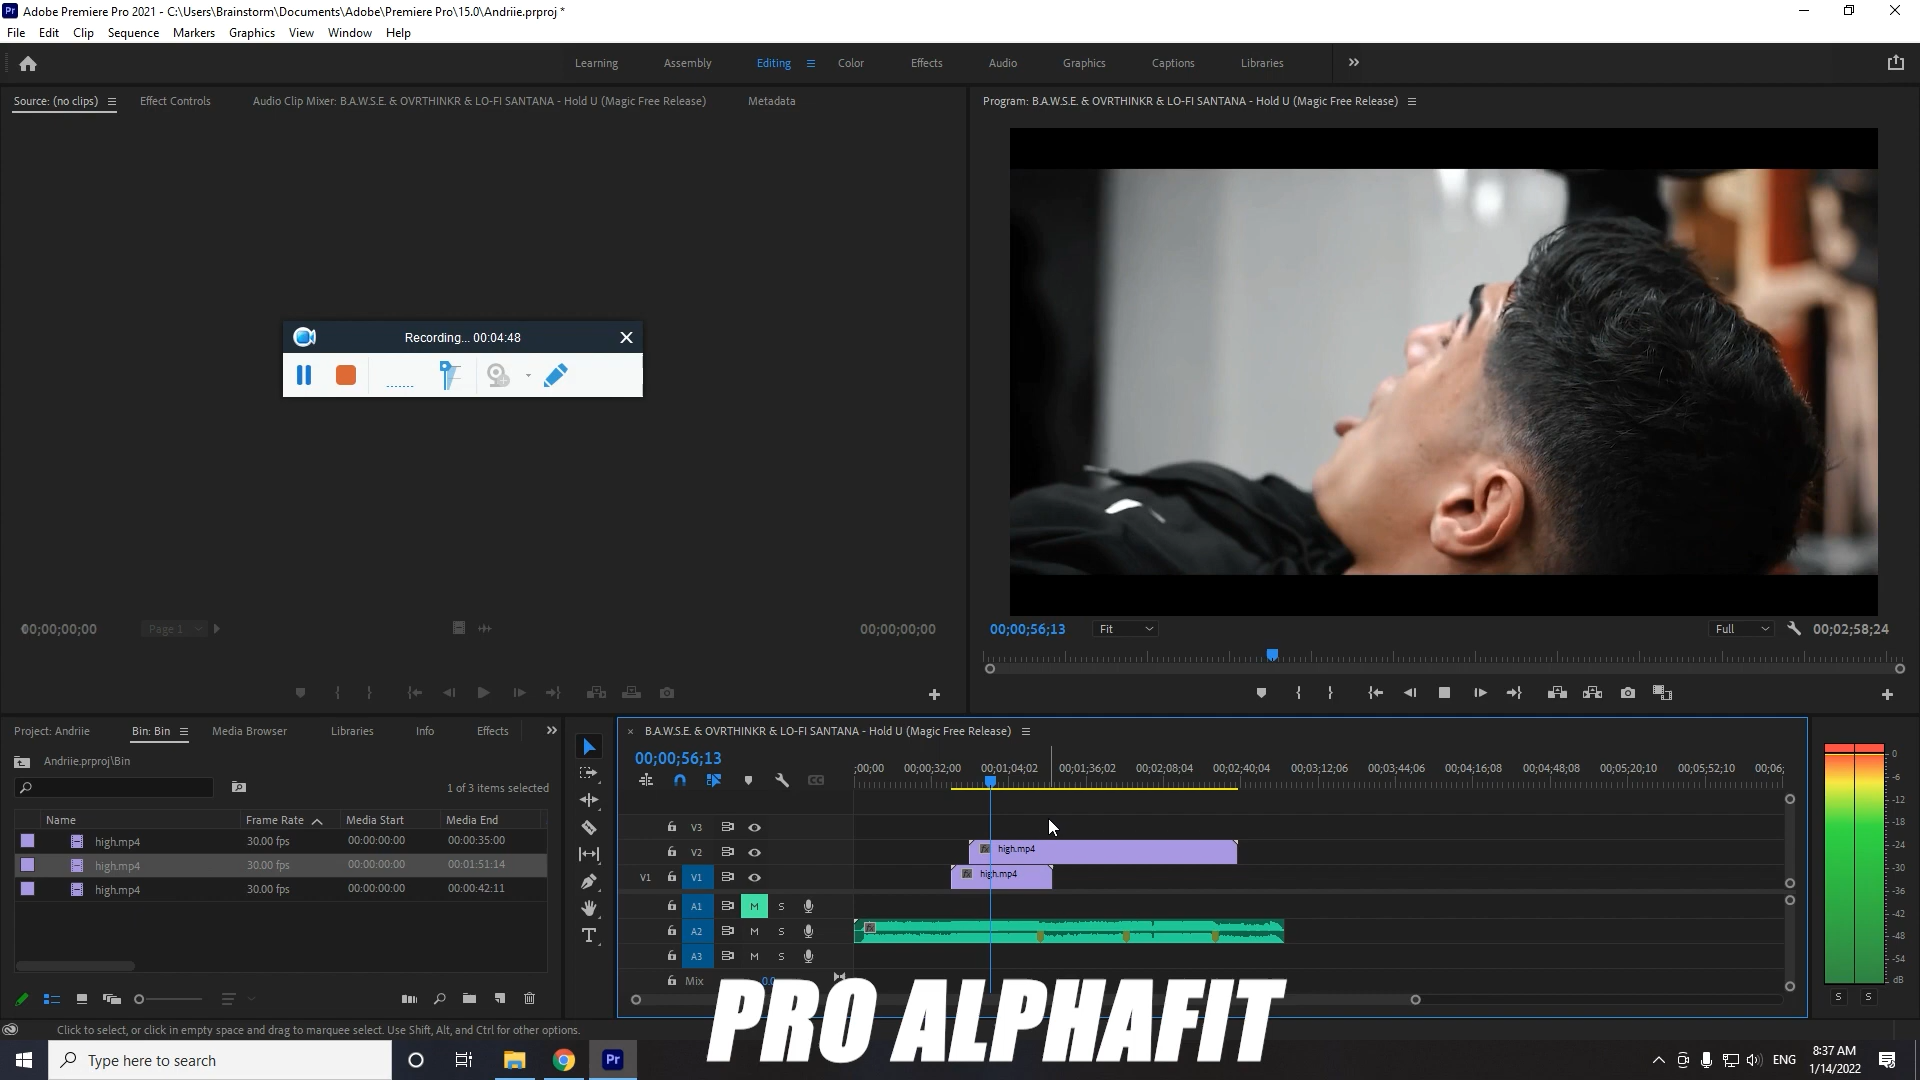 Pr Adobe Premiere Pro 2021 - C:\Users\Brainstorm\Documents\Adobe\Premiere Pro\15.0\Andriie.prproj *
File Edit Clip Sequence Markers Graphics View Window Help
Learning Assembly Editing Color Effects Audio Graphics Captions Libraries
Source: (no clips) Effect Controls Audio Clip Mixer: B.A.W.S.E. & OVRTHINKR & LO-FI SANTANA - Hold U (Magic Free Release) Metadata
Program: B.A.W.S.E. & OVRTHINKR & LO-FI SANTANA - Hold U (Magic Free Release)
Recording... 00:04:48
00;00;00;00 Page 1 00;00;00;00
00;00;56;13 Fit Full 00;02;58;24
Project: Andriie Bin: Bin Media Browser Libraries Info Effects
Andriie.prproj\Bin
1 of 3 items selected
Name Frame Rate Media Start Media End
high.mp4 30.00 fps 00:00:00:00 00:00:35:00
high.mp4 30.00 fps 00:00:00:00 00:01:51:14
high.mp4 30.00 fps 00:00:00:00 00:00:42:11
B.A.W.S.E. & OVRTHINKR & LO-FI SANTANA - Hold U (Magic Free Release)
00;00;56;13
;00;00 00;00;32;00 00;01;04;02 00;01;36;02 00;02;08;04 00;02;40;04 00;03;12;06 00;03;44;06 00;04;16;08 00;04;48;08 00;05;20;10 00;05;52;10 00;06;
V3
V2 high.mp4
V1 V1 high.mp4
A1 M S
A2 M S
A3 M S
Mix 0.0
0
-6
-12
-18
-24
-30
-36
-42
-48
-54
dB
S S
Click to select, or click in empty space and drag to marquee select. Use Shift, Alt, and Ctrl for other options.
PRO ALPHAFIT
Type here to search
Pr
ENG
8:37 AM
1/14/2022